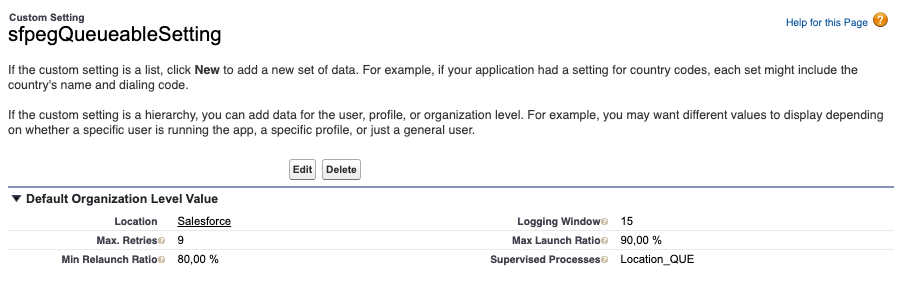 Custom Setting
sfpegQueueableSetting
Help for this Page ?
If the custom setting is a list, click New to add a new set of data. For example, if your application had a setting for country codes, each set might include the
country's name and dialing code.
If the custom setting is a hierarchy, you can add data for the user, profile, or organization level. For example, you may want different values to display depending
on whether a specific user is running the app, a specific profile, or just a general user.
Edit Delete
Default Organization Level Value
Location Salesforce Logging Window ? 15
Max. Retries ? 9 Max Launch Ratio ? 90,00 %
Min Relaunch Ratio ? 80,00 % Supervised Processes ? Location_QUE